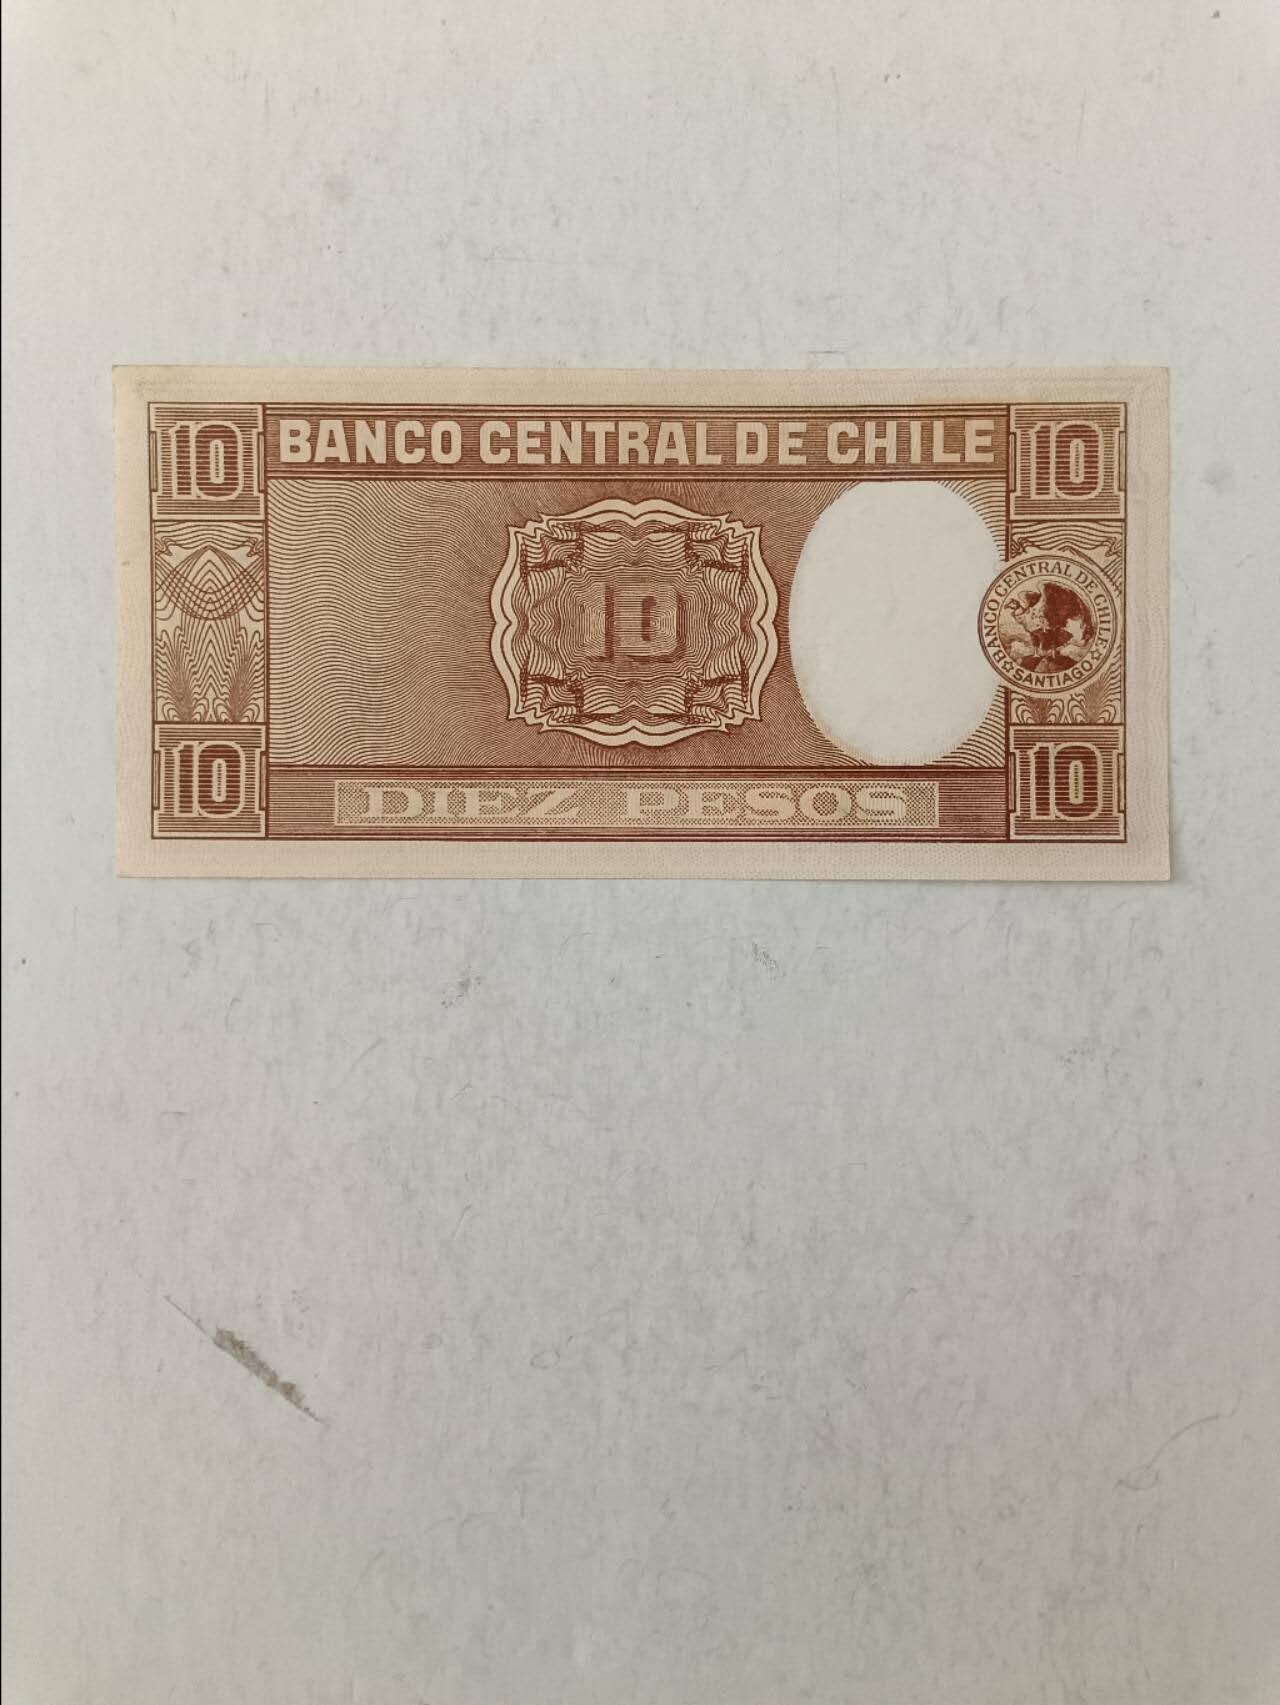 10 BANCO CENTRAL DE CHILE 10
10
BANCO CENTRAL DE CHILE
SANTIAGO
10 DIEZ PESOS 10